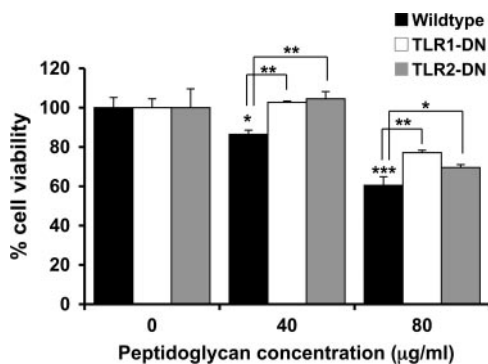 Wildtype
TLR1-DN
TLR2-DN
% cell viability
120
100
80
60
40
20
0
*
**
**
***
**
*
0 40 80
Peptidoglycan concentration (μg/ml)